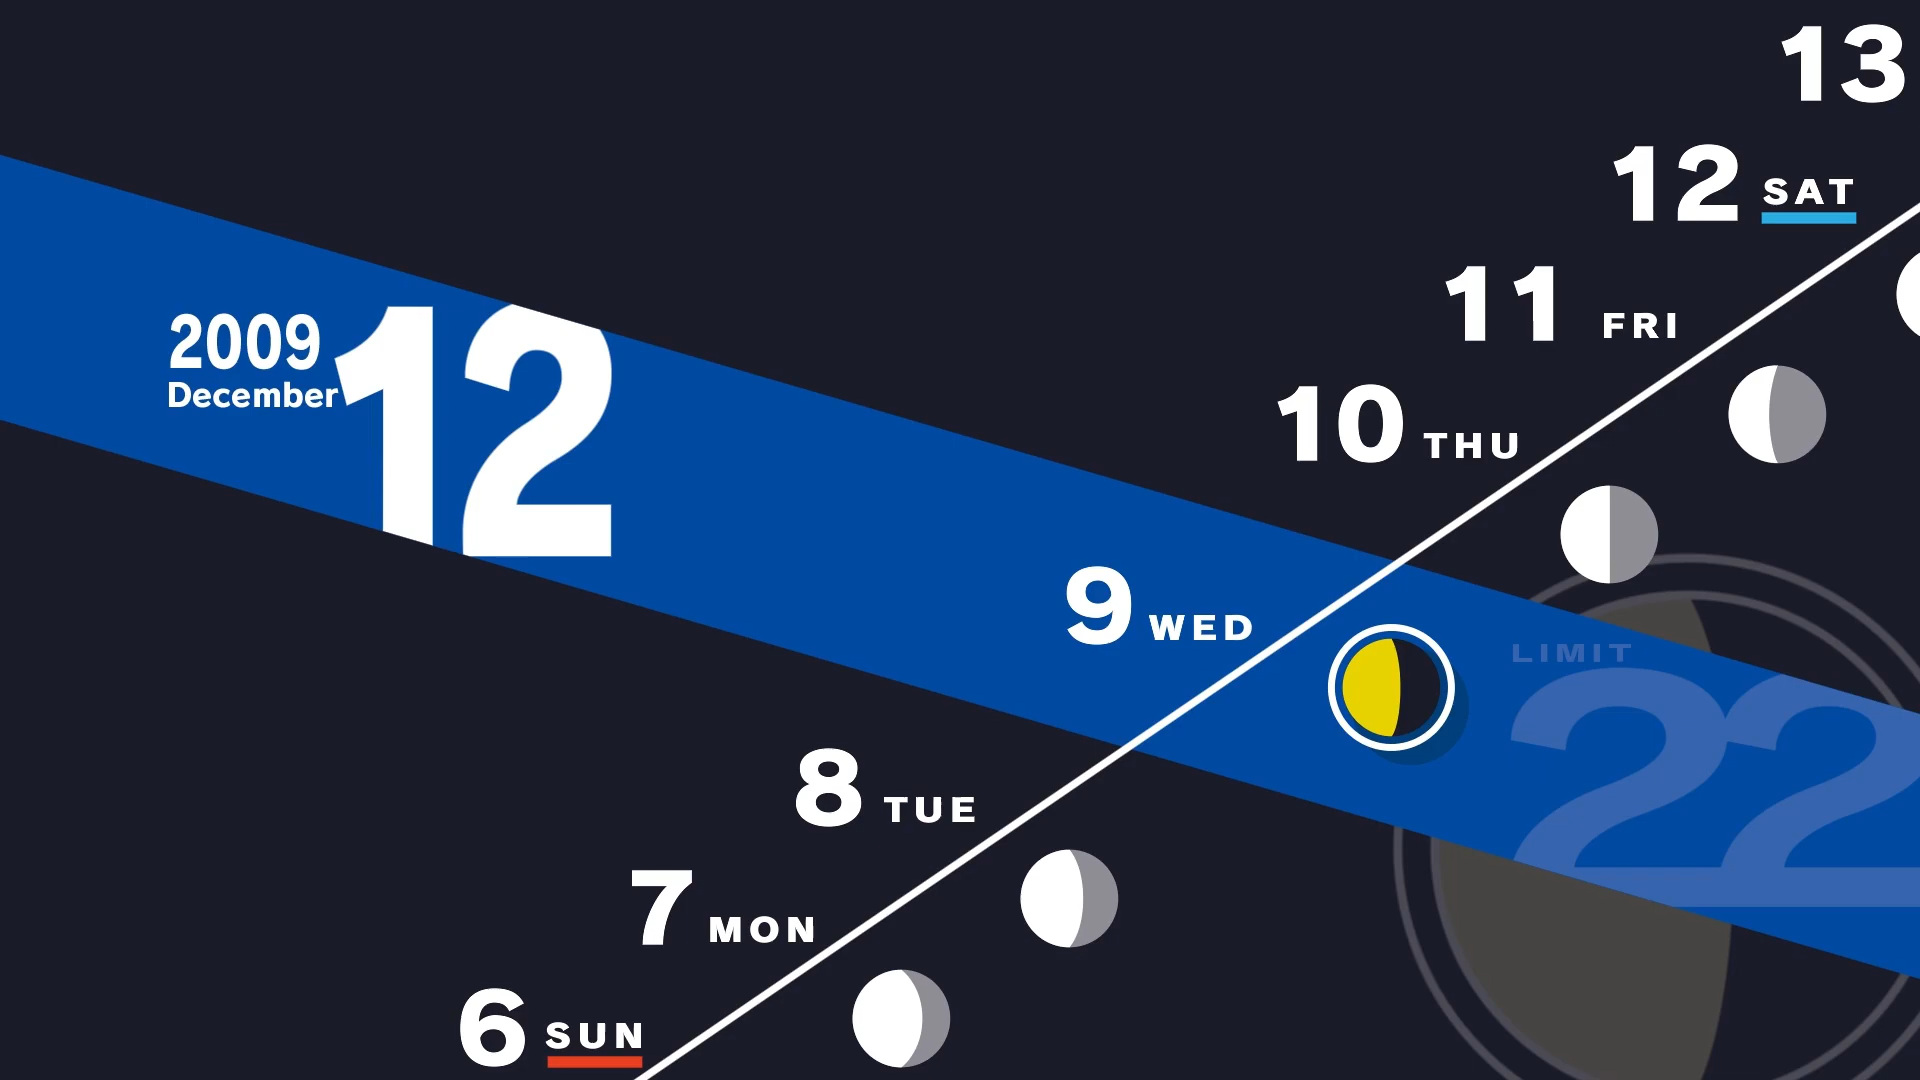 2009
December
12
13
12 SAT
11 FRI
10 THU
9 WED
8 TUE
7 MON
6 SUN
LIMIT
22